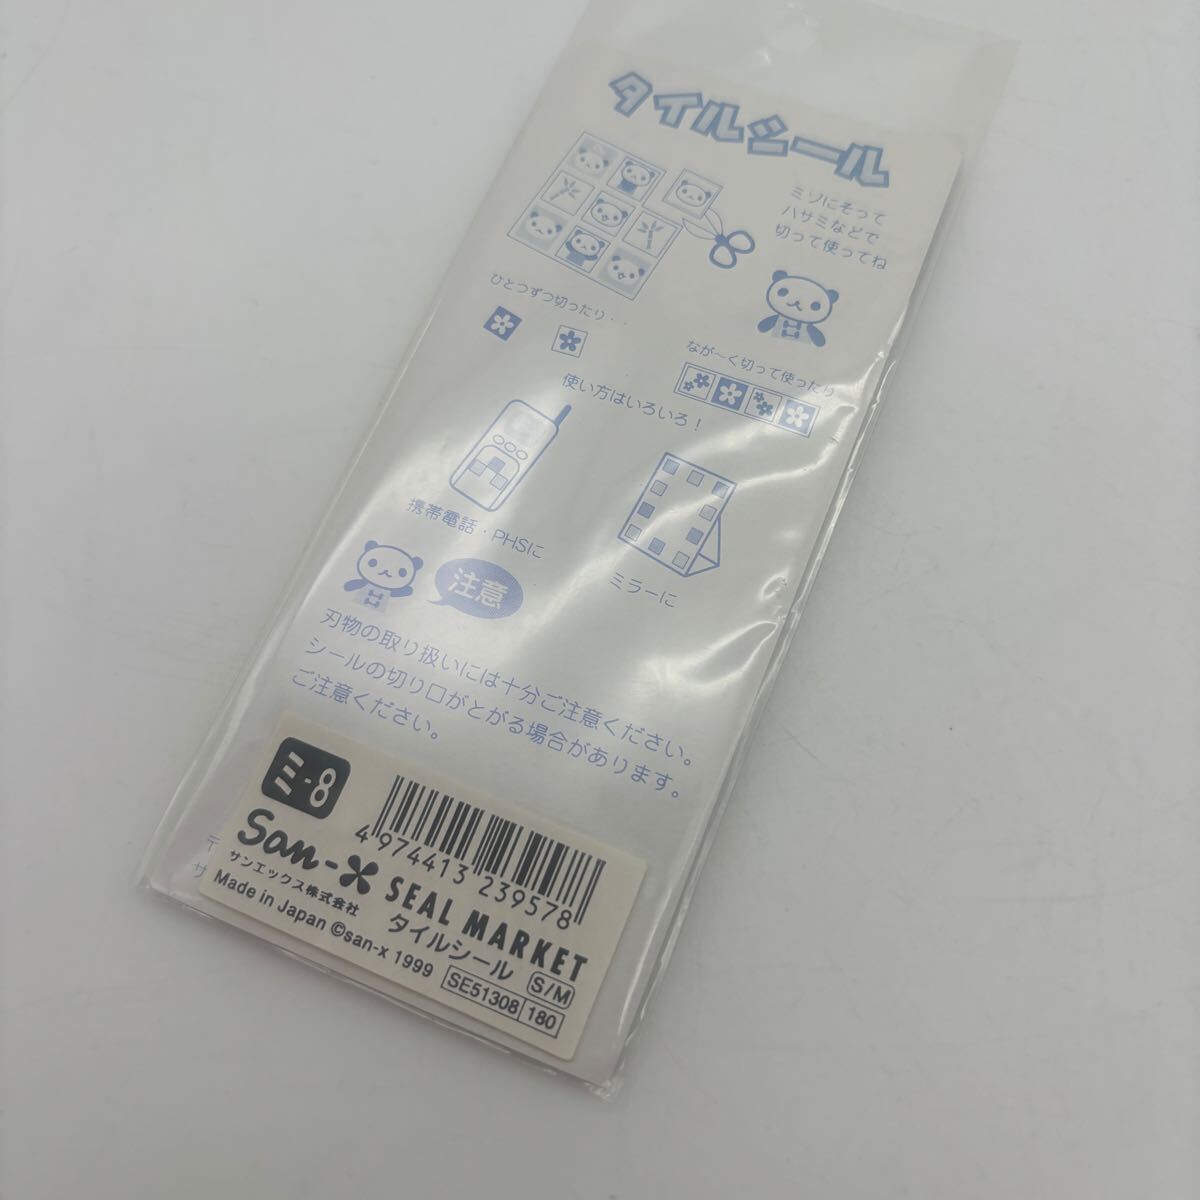 タイルシール
ミゾにそって
ハサミなどで
切って使ってね
ひとつずつ切ったり・・
なが〜く切って使ったり
使い方はいろいろ！
携帯電話・PHSに
ミラーに
注意
刃物の取り扱いには十分ご注意ください。
シールの切り口がとがる場合があります。
ご注意ください。
ミ-8
San-X
サンエックス株式会社
Made in Japan ©san-x 1999
4 974413 239578
SEAL MARKET
タイルシール
S/M
SE51308 180